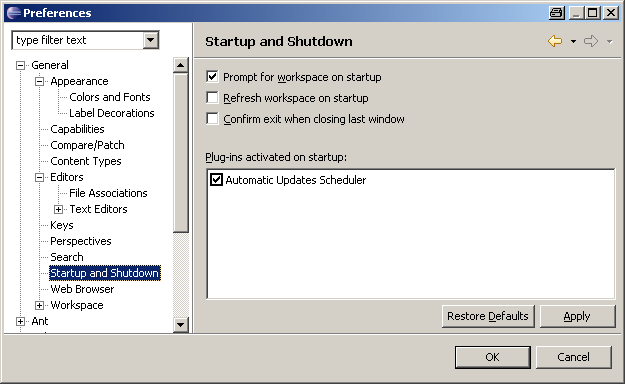 Preferences
type filter text
General
Appearance
Colors and Fonts
Label Decorations
Capabilities
Compare/Patch
Content Types
Editors
File Associations
Text Editors
Keys
Perspectives
Search
Startup and Shutdown
Web Browser
Workspace
Ant
Startup and Shutdown
Prompt for workspace on startup
Refresh workspace on startup
Confirm exit when closing last window
Plug-ins activated on startup:
Automatic Updates Scheduler
Restore Defaults
Apply
OK
Cancel